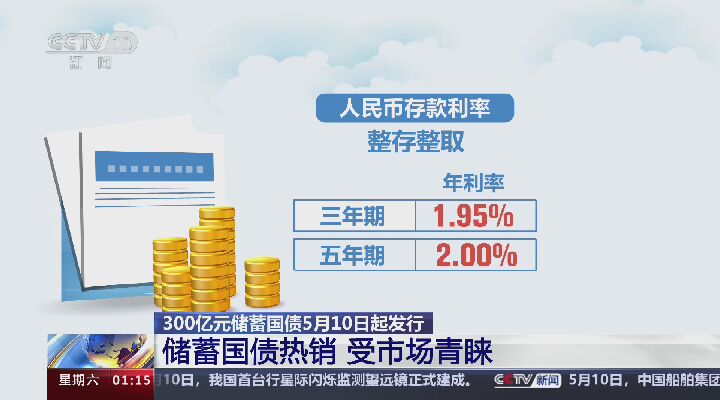 CCTV 13
新闻
人民币存款利率
整存整取
年利率
三年期 1.95%
五年期 2.00%
300亿元储蓄国债5月10日起发行
储蓄国债热销 受市场青睐
星期六 01:15 月10日，我国首台行星际闪烁监测望远镜正式建成。 CCTV新闻 5月10日，中国船舶集团